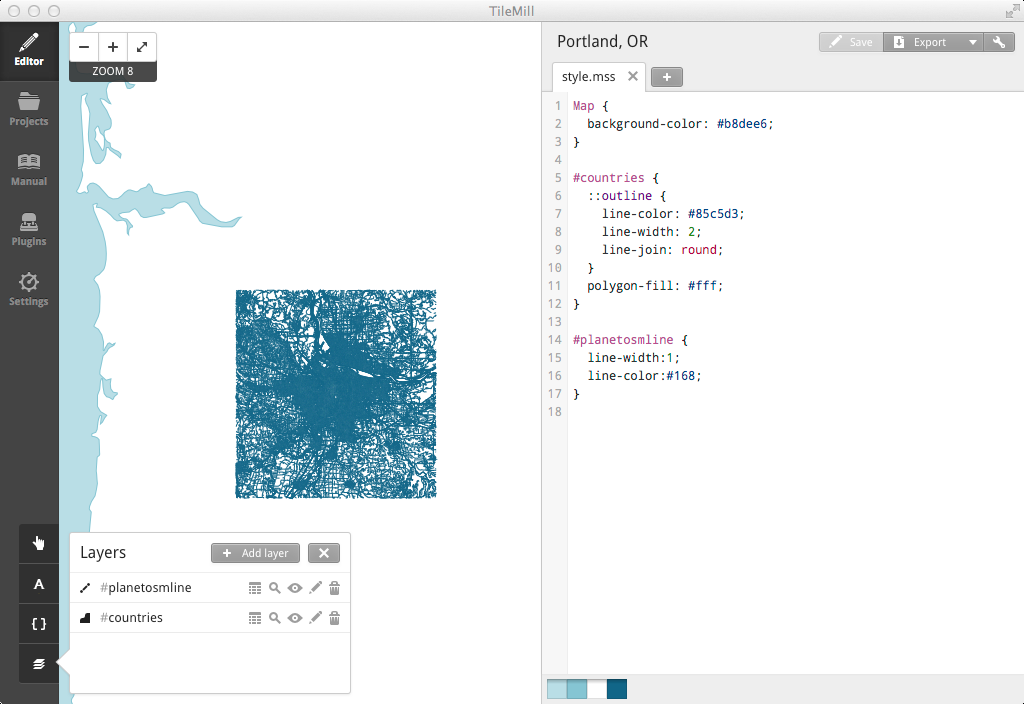 TileMill
Editor
Projects
Manual
Plugins
Settings
ZOOM 8
Portland, OR
Save
Export
style.mss
1 Map {
2   background-color: #b8dee6;
3 }
4
5 #countries {
6   ::outline {
7     line-color: #85c5d3;
8     line-width: 2;
9     line-join: round;
10   }
11   polygon-fill: #fff;
12 }
13
14 #planetosmline {
15   line-width:1;
16   line-color:#168;
17 }
18
A
{ }
Layers
+ Add layer
#planetosmline
#countries